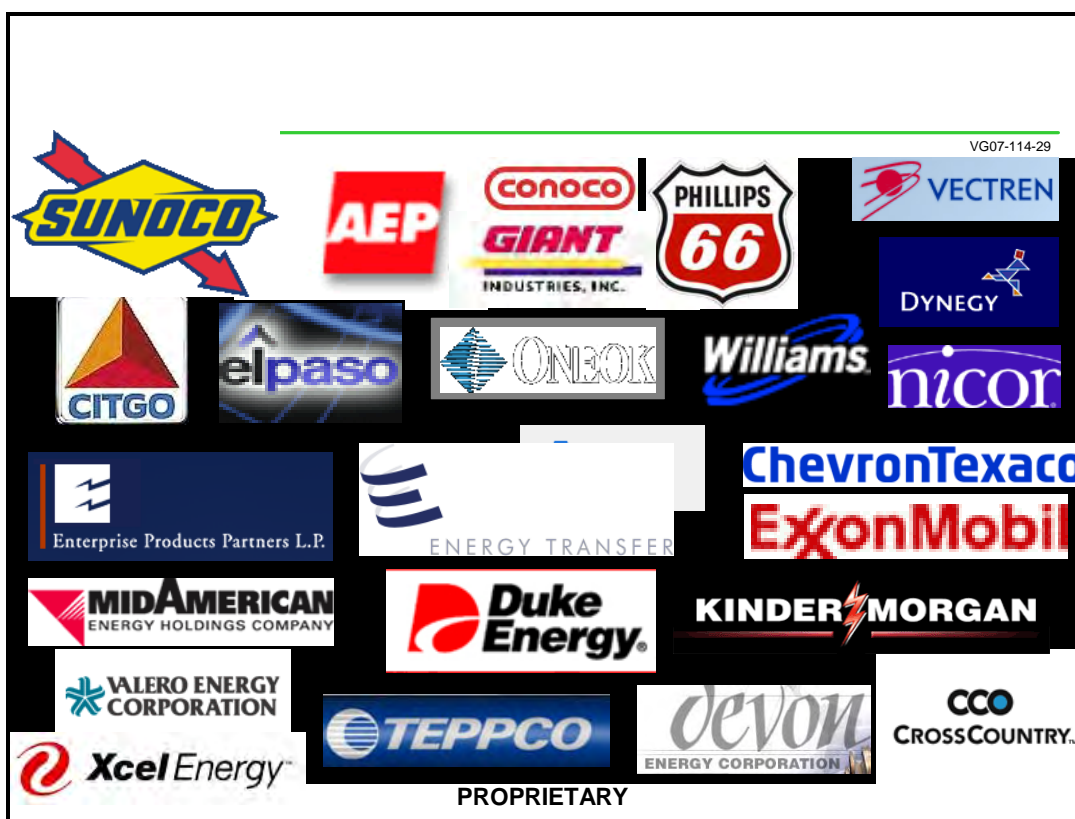 VG07-114-29
SUNOCO
AEP
conoco
GIANT
INDUSTRIES, INC.
PHILLIPS
66
VECTREN
DYNEGY
CITGO
elpaso
ONEOK
Williams
nicor
Enterprise Products Partners L.P.
ENERGY TRANSFER
ChevronTexaco
ExxonMobil
MIDAMERICAN
ENERGY HOLDINGS COMPANY
Duke
Energy®
KINDER MORGAN
VALERO ENERGY
CORPORATION
TEPPCO
devon
ENERGY CORPORATION
CCO
CROSSCOUNTRY
Xcel Energy
PROPRIETARY